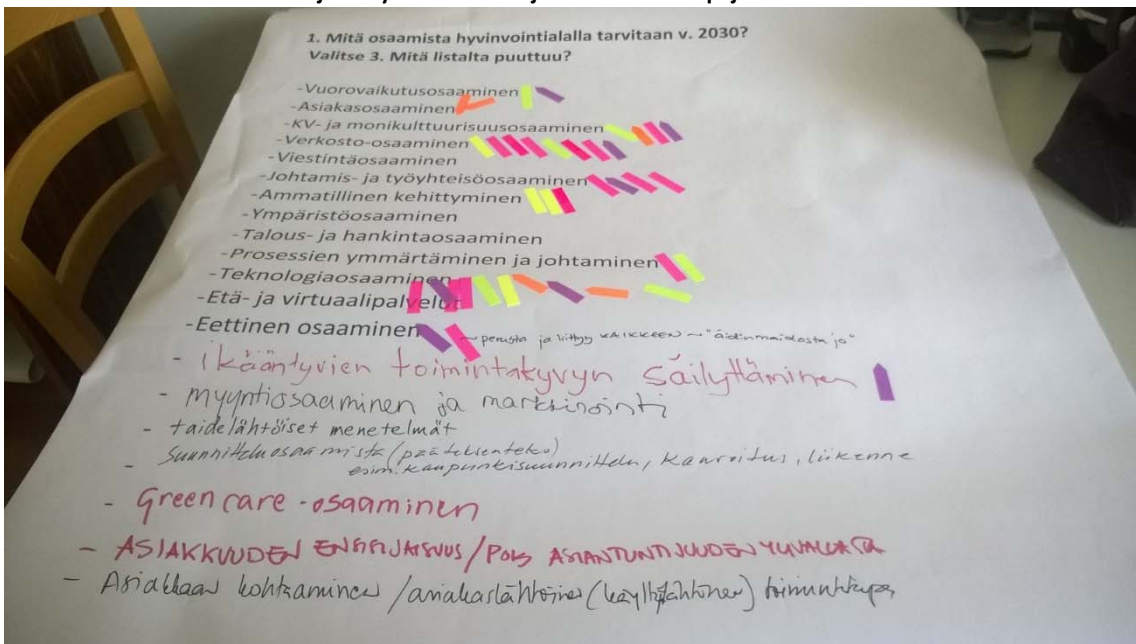 1. Mitä osaamista hyvinvointialalla tarvitaan v. 2030?
Valitse 3. Mitä listalta puuttuu?
-Vuorovaikutusosaaminen
-Asiakasosaaminen
-KV- ja monikulttuurisuusosaaminen
-Verkosto-osaaminen
-Viestintäosaaminen
-Johtamis- ja työyhteisöosaaminen
-Ammatillinen kehittyminen
-Ympäristöosaaminen
-Talous- ja hankintaosaaminen
-Prosessien ymmärtäminen ja johtaminen
-Teknologiaosaaminen
-Etä- ja virtuaalipalvelut
-Eettinen osaaminen ~ perusta ja liittyy KAIKKEEN ~ "äidinmaidosta jo"
- ikääntyvien toimintakyvyn säilyttäminen
- myyntiosaaminen ja markkinointi
- taidelähtöiset menetelmät
- Suunnitteluosaamista (päätöksenteko)
esim. kaupunkisuunnittelu, kaavoitus, liikenne
- Green care -osaaminen
- ASIAKKUUDEN ENSISIJAISUUS / POIS ASIANTUNTIJUUDEN
- Asiakkaan kohtaaminen / asiakaslähtöinen (käyttäjälähtöinen) toimintatapa